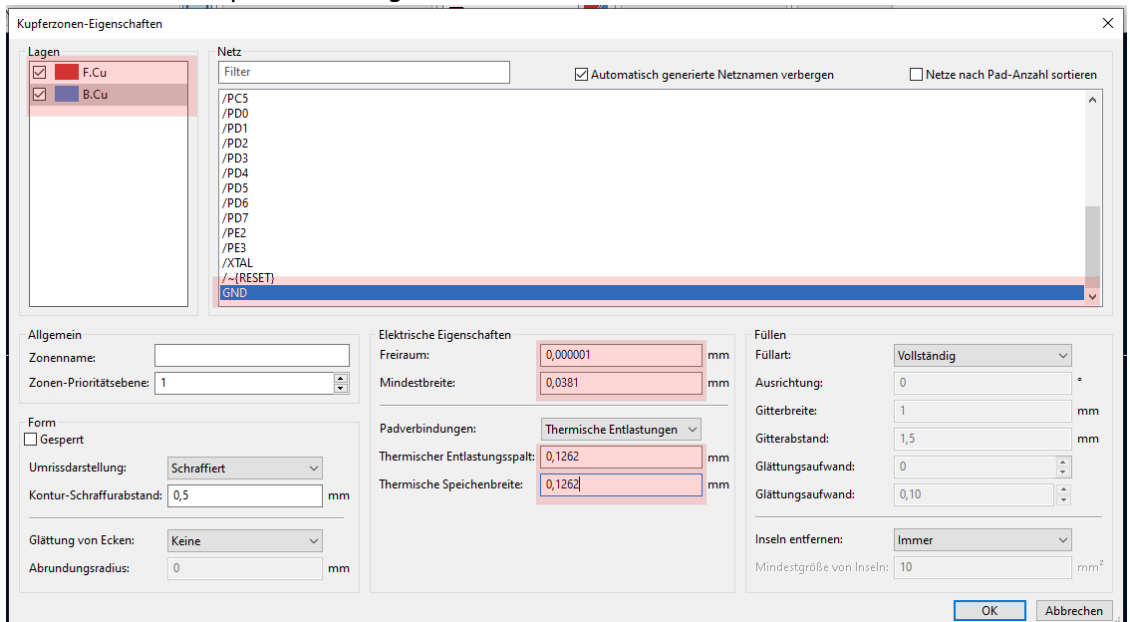 Kupferzonen-Eigenschaften
Lagen
F.Cu
B.Cu
Netz
Filter
Automatisch generierte Netznamen verbergen
Netze nach Pad-Anzahl sortieren
/PC5
/PD0
/PD1
/PD2
/PD3
/PD4
/PD5
/PD6
/PD7
/PE2
/PE3
/XTAL
/~{RESET}
GND
Allgemein
Zonenname:
Zonen-Prioritätsebene: 1
Form
Gesperrt
Umrissdarstellung: Schraffiert
Kontur-Schraffurabstand: 0,5 mm
Glättung von Ecken: Keine
Abrundungsradius: 0 mm
Elektrische Eigenschaften
Freiraum: 0,000001 mm
Mindestbreite: 0,0381 mm
Padverbindungen: Thermische Entlastungen
Thermischer Entlastungsspalt: 0,1262 mm
Thermische Speichenbreite: 0,1262 mm
Füllen
Füllart: Vollständig
Ausrichtung: 0 °
Gitterbreite: 1 mm
Gitterabstand: 1,5 mm
Glättungsaufwand: 0
Glättungsaufwand: 0,10
Inseln entfernen: Immer
Mindestgröße von Inseln: 10 mm²
OK Abbrechen